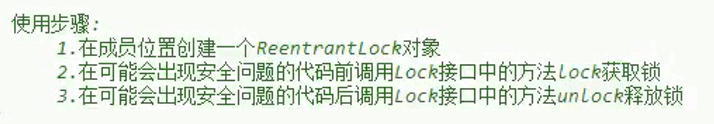 使用步骤:
1.在成员位置创建一个ReentrantLock对象
2.在可能会出现安全问题的代码前调用Lock接口中的方法lock获取锁
3.在可能会出现安全问题的代码后调用Lock接口中的方法unlock释放锁